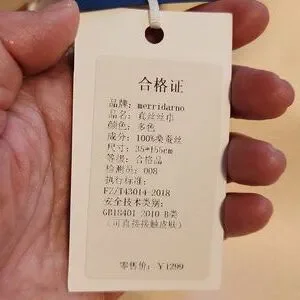 合格证
品牌：merridarno
品名：真丝丝巾
颜色：多色
成分：100%桑蚕丝
尺寸：35*155cm
等级：合格品
检测员：008
执行标准：
FZ/T43014-2018
安全技术类别：
GB18401-2010-B类
（可直接接触皮肤）
零售价：¥1299